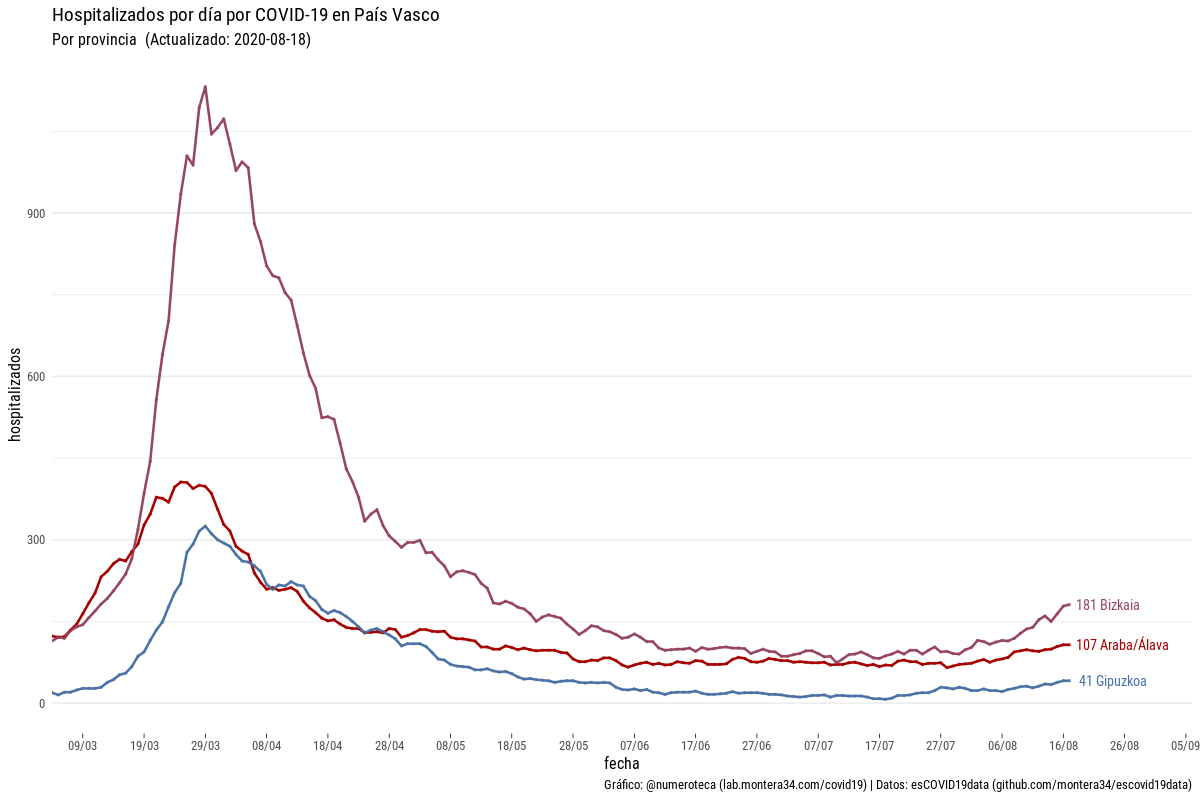 Hospitalizados por día por COVID-19 en País Vasco
Por provincia (Actualizado: 2020-08-18)
hospitalizados
900
600
300
0
181 Bizkaia
107 Araba/Álava
41 Gipuzkoa
09/03 19/03 29/03 08/04 18/04 28/04 08/05 18/05 28/05 07/06 17/06 27/06 07/07 17/07 27/07 06/08 16/08 26/08 05/09
fecha
Gráfico: @numeroteca (lab.montera34.com/covid19) | Datos: esCOVID19data (github.com/montera34/escovid19data)